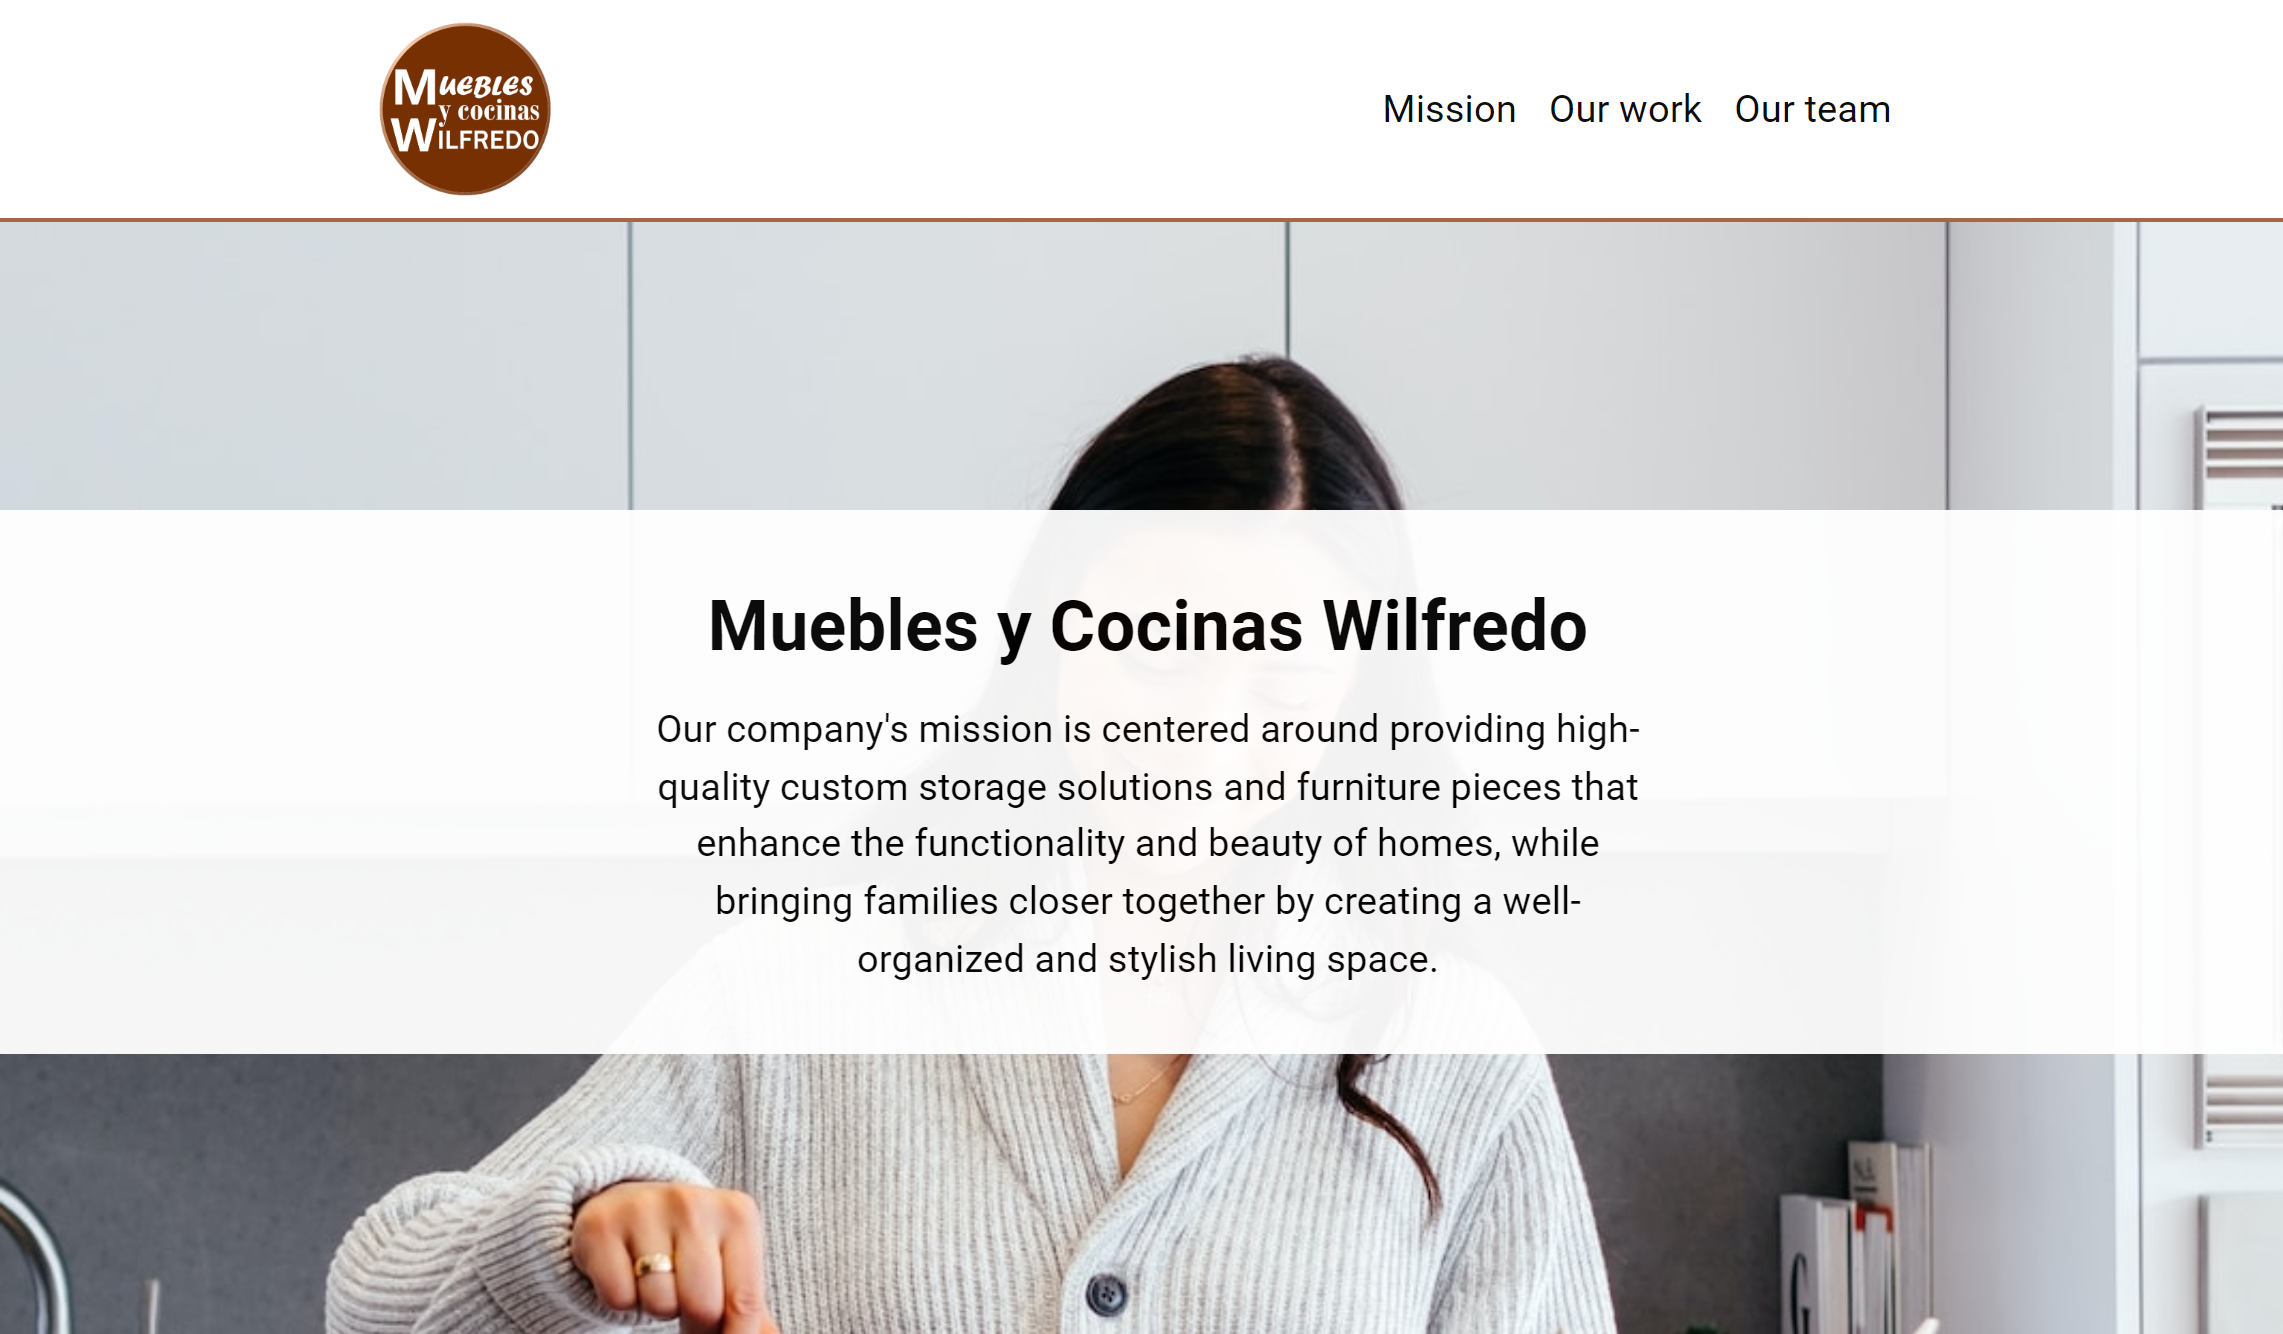 Muebles
y cocinas
WiLFREDO
Mission Our work Our team
Muebles y Cocinas Wilfredo
Our company's mission is centered around providing high-
quality custom storage solutions and furniture pieces that
enhance the functionality and beauty of homes, while
bringing families closer together by creating a well-
organized and stylish living space.